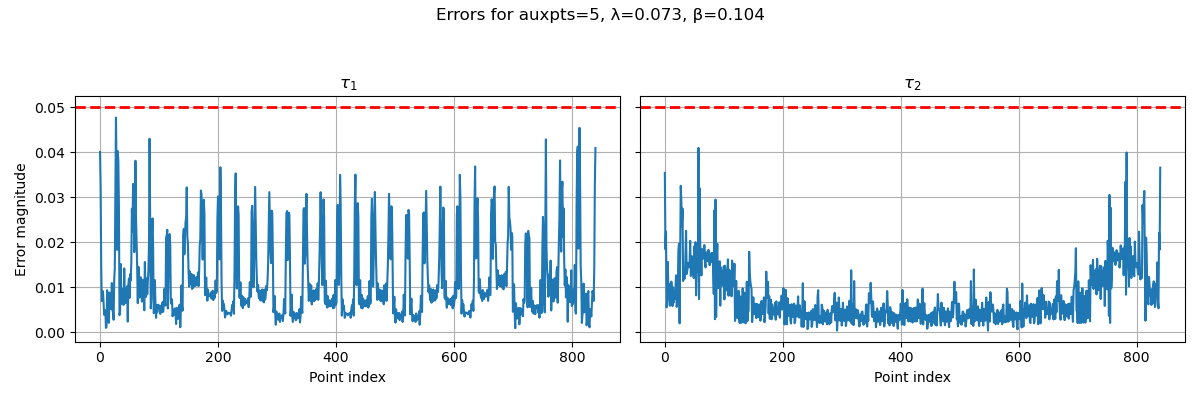 Errors for auxpts=5, λ=0.073, β=0.104
τ1
τ2
Error magnitude
0.05
0.04
0.03
0.02
0.01
0.00
0 200 400 600 800
0 200 400 600 800
Point index
Point index